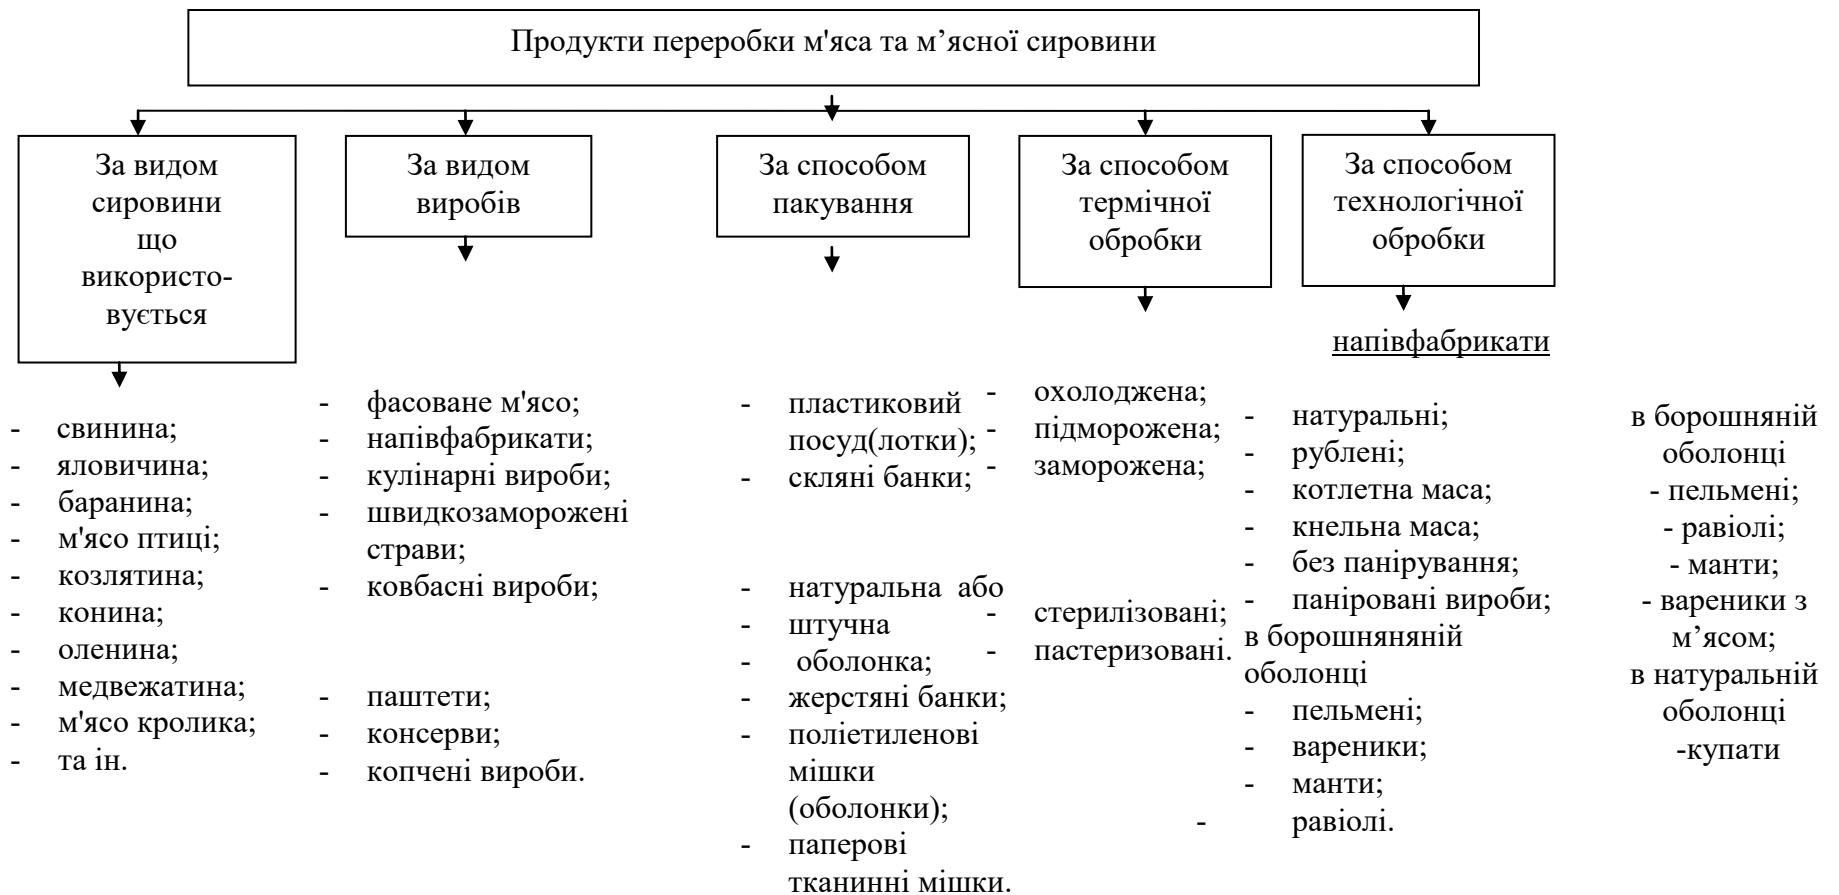 Продукти переробки м'яса та м’ясної сировини
За видом
сировини
що
використо-
вується
За видом
виробів
За способом
пакування
За способом
термічної
обробки
За способом
технологічної
обробки
- свинина;
- яловичина;
- баранина;
- м'ясо птиці;
- козлятина;
- конина;
- оленина;
- медвежатина;
- м'ясо кролика;
- та ін.
- фасоване м'ясо;
- напівфабрикати;
- кулінарні вироби;
- швидкозаморожені
страви;
- ковбасні вироби;
- паштети;
- консерви;
- копчені вироби.
- пластиковий
посуд(лотки);
- скляні банки;
- натуральна або
- штучна
- оболонка;
- жерстяні банки;
- поліетиленові
мішки
(оболонки);
- паперові
тканинні мішки.
- охолоджена;
- підморожена;
- заморожена;
- стерилізовані;
- пастеризовані.
напівфабрикати
- натуральні;
- рублені;
- котлетна маса;
- кнельна маса;
- без панірування;
- паніровані вироби;
в борошняняній
оболонці
- пельмені;
- вареники;
- манти;
- равіолі.
в борошняній
оболонці
- пельмені;
- равіолі;
- манти;
- вареники з
м’ясом;
в натуральній
оболонці
-купати